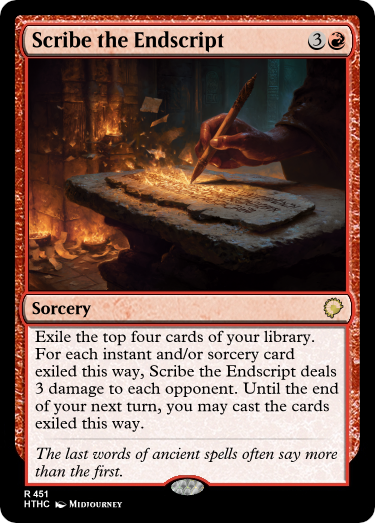 Scribe the Endscript 3
Sorcery
Exile the top four cards of your library.
For each instant and/or sorcery card
exiled this way, Scribe the Endscript deals
3 damage to each opponent. Until the end
of your next turn, you may cast the cards
exiled this way.
The last words of ancient spells often say more
than the first.
R 451
HTHC Midjourney